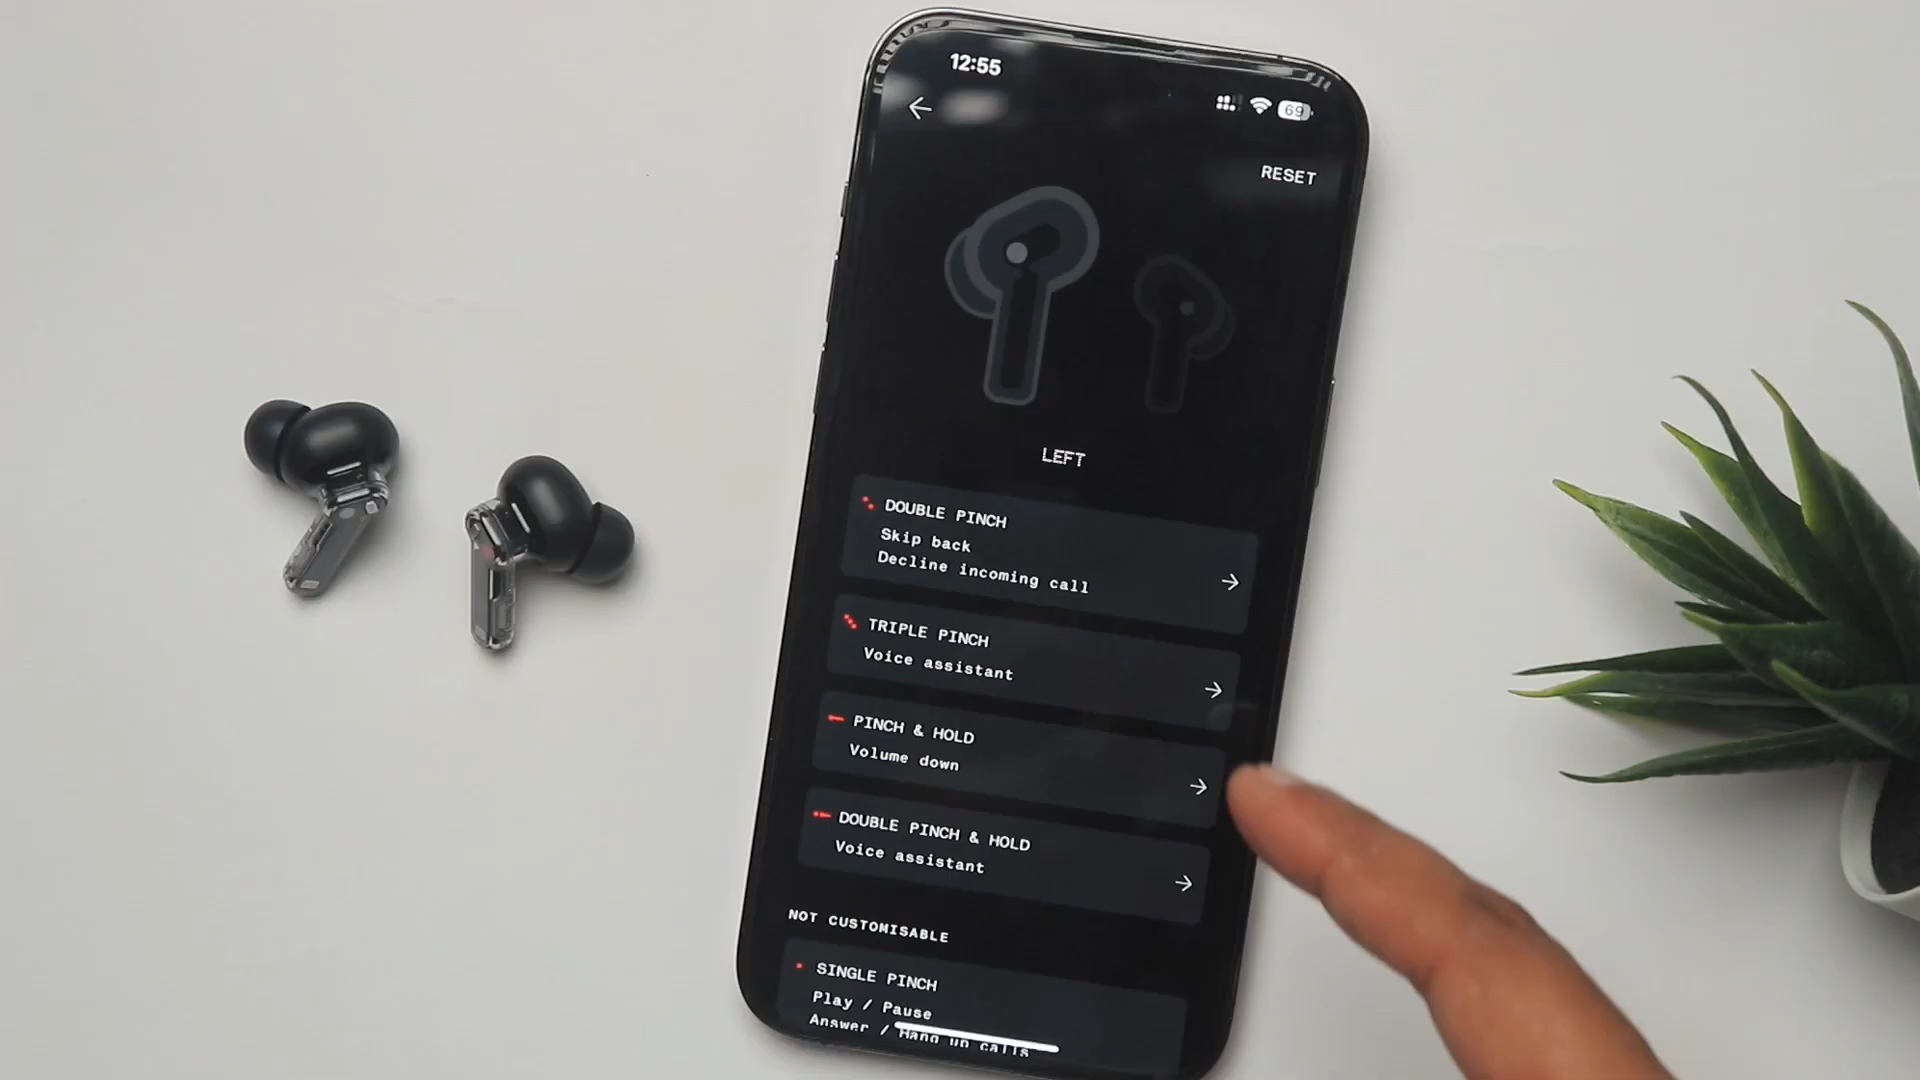 12:55
69
RESET
LEFT
DOUBLE PINCH
Skip back
Decline incoming call
TRIPLE PINCH
Voice assistant
PINCH & HOLD
Volume down
DOUBLE PINCH & HOLD
Voice assistant
NOT CUSTOMISABLE
SINGLE PINCH
Play / Pause
Answer / Hang up calls